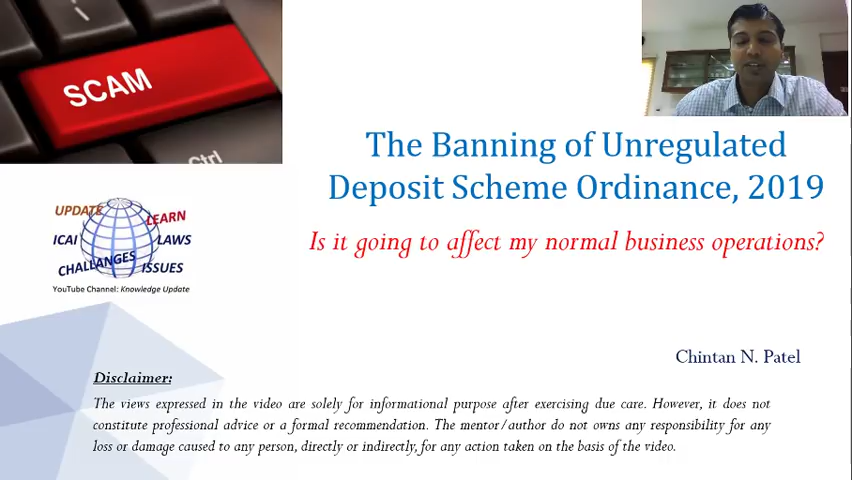 SCAM
Ctrl
The Banning of Unregulated
Deposit Scheme Ordinance, 2019
Is it going to affect my normal business operations?
UPDATE
LEARN
ICAI
LAWS
CHALLANGES
ISSUES
YouTube Channel: Knowledge Update
Chintan N. Patel
Disclaimer:
The views expressed in the video are solely for informational purpose after exercising due care. However, it does not
constitute professional advice or a formal recommendation. The mentor/author do not owns any responsibility for any
loss or damage caused to any person, directly or indirectly, for any action taken on the basis of the video.